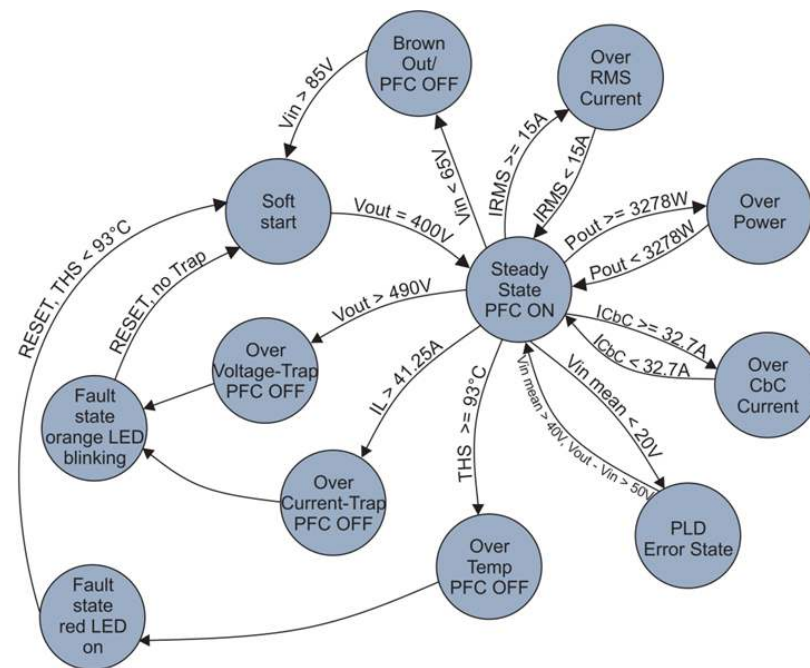 Brown
Out/
PFC OFF
Over
RMS
Current
Vin > 85V
Vin < 65V
IRMS >= 15A
IRMS < 15A
Soft
start
Vout = 400V
Over
Power
Pout >= 3278W
Pout < 3278W
Steady
State
PFC ON
RESET, THS < 93°C
RESET, no Trap
Vout > 490V
ICbC >= 32.7A
ICbC < 32.7A
Over
Voltage-Trap
PFC OFF
IL > 41.25A
THS >= 93°C
Vin mean < 20V
Vin mean > 40V, Vout - Vin > 50V
Over
CbC
Current
Fault
state
orange LED
blinking
Over
Current-Trap
PFC OFF
Over
Temp
PFC OFF
PLD
Error State
Fault
state
red LED
on